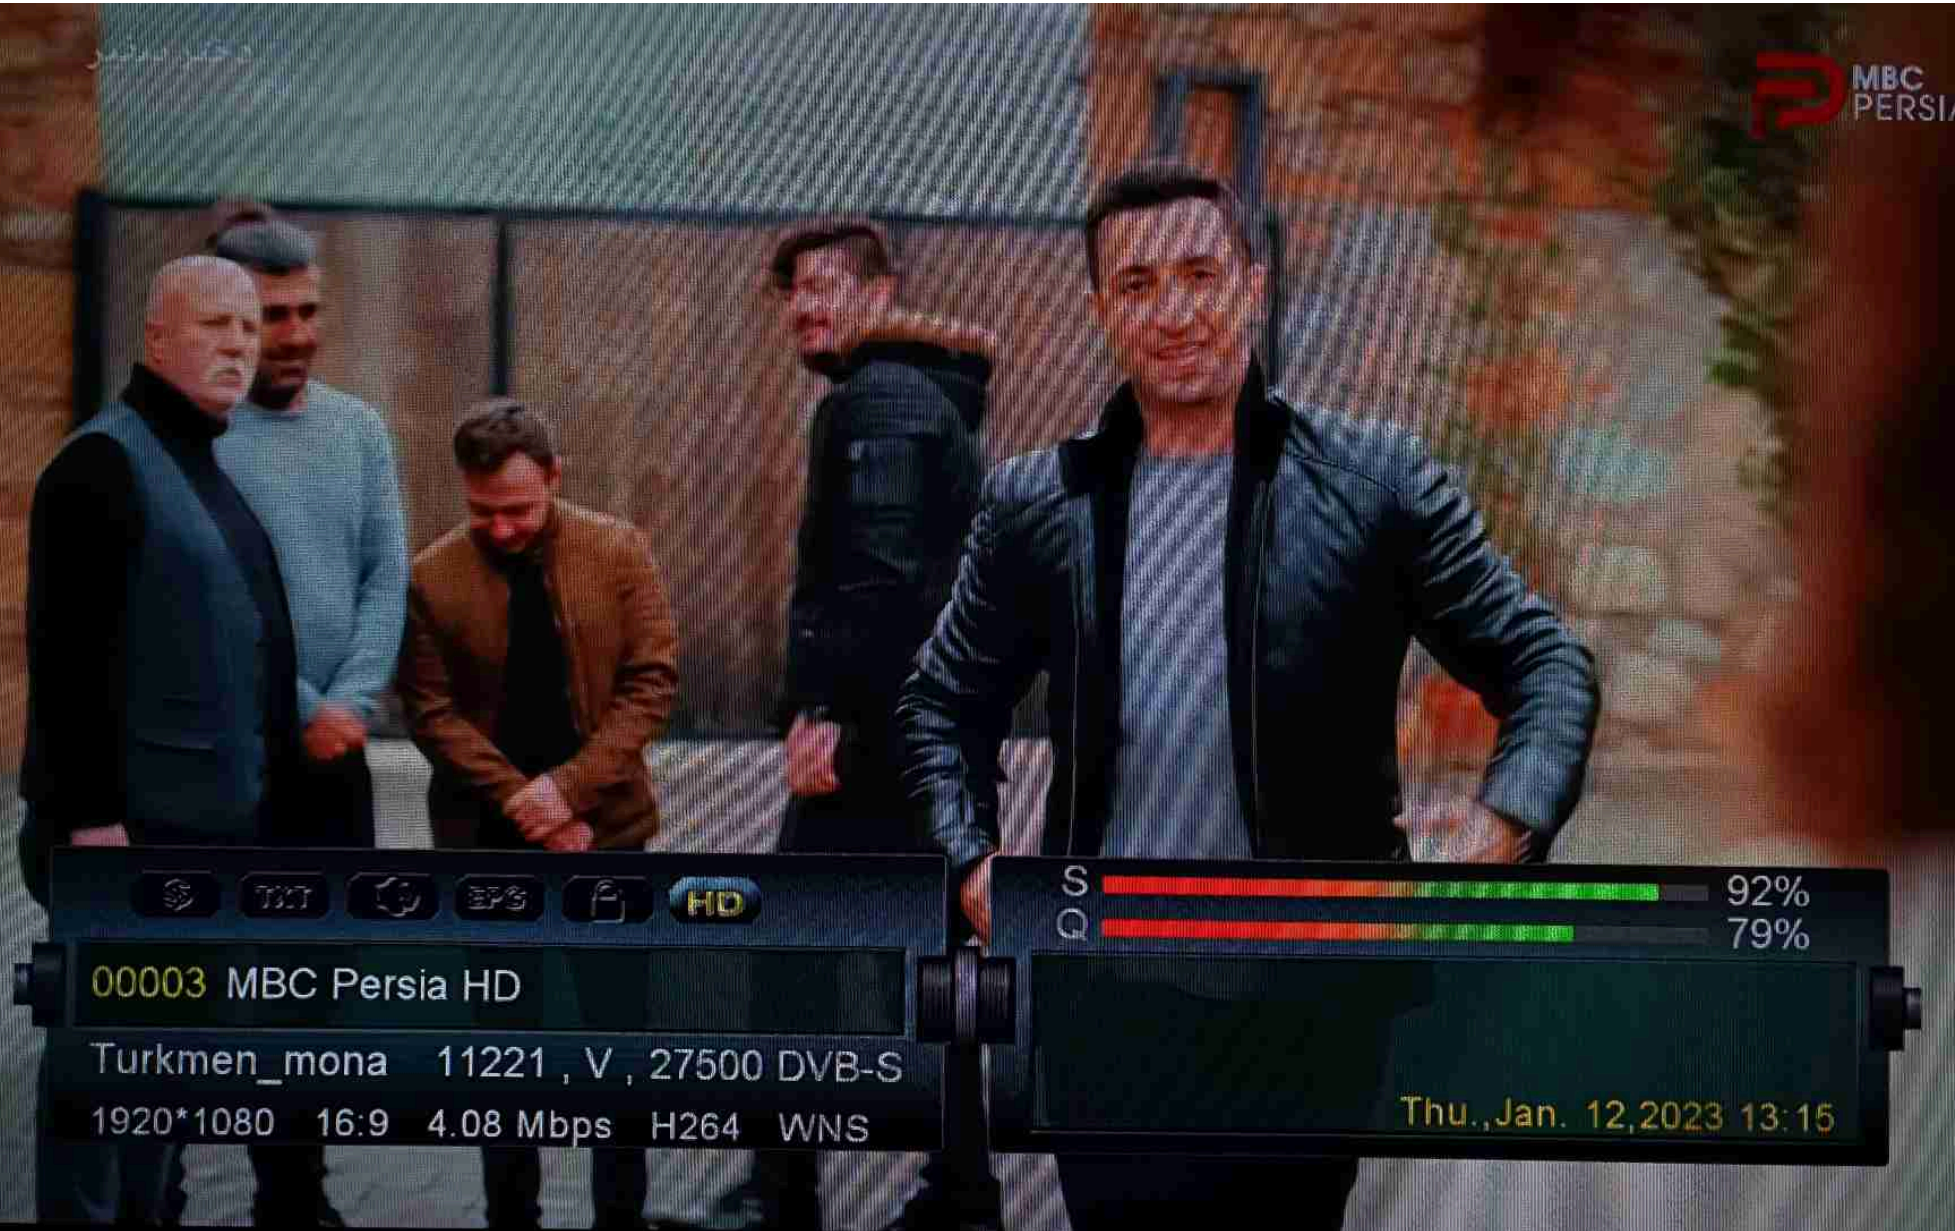 MBC
PERSIA
$ TXT EPG HD
S 92%
Q 79%
00003 MBC Persia HD
Turkmen_mona 11221 , V , 27500 DVB-S
1920*1080 16:9 4.08 Mbps H264 WNS
Thu.,Jan. 12,2023 13:15